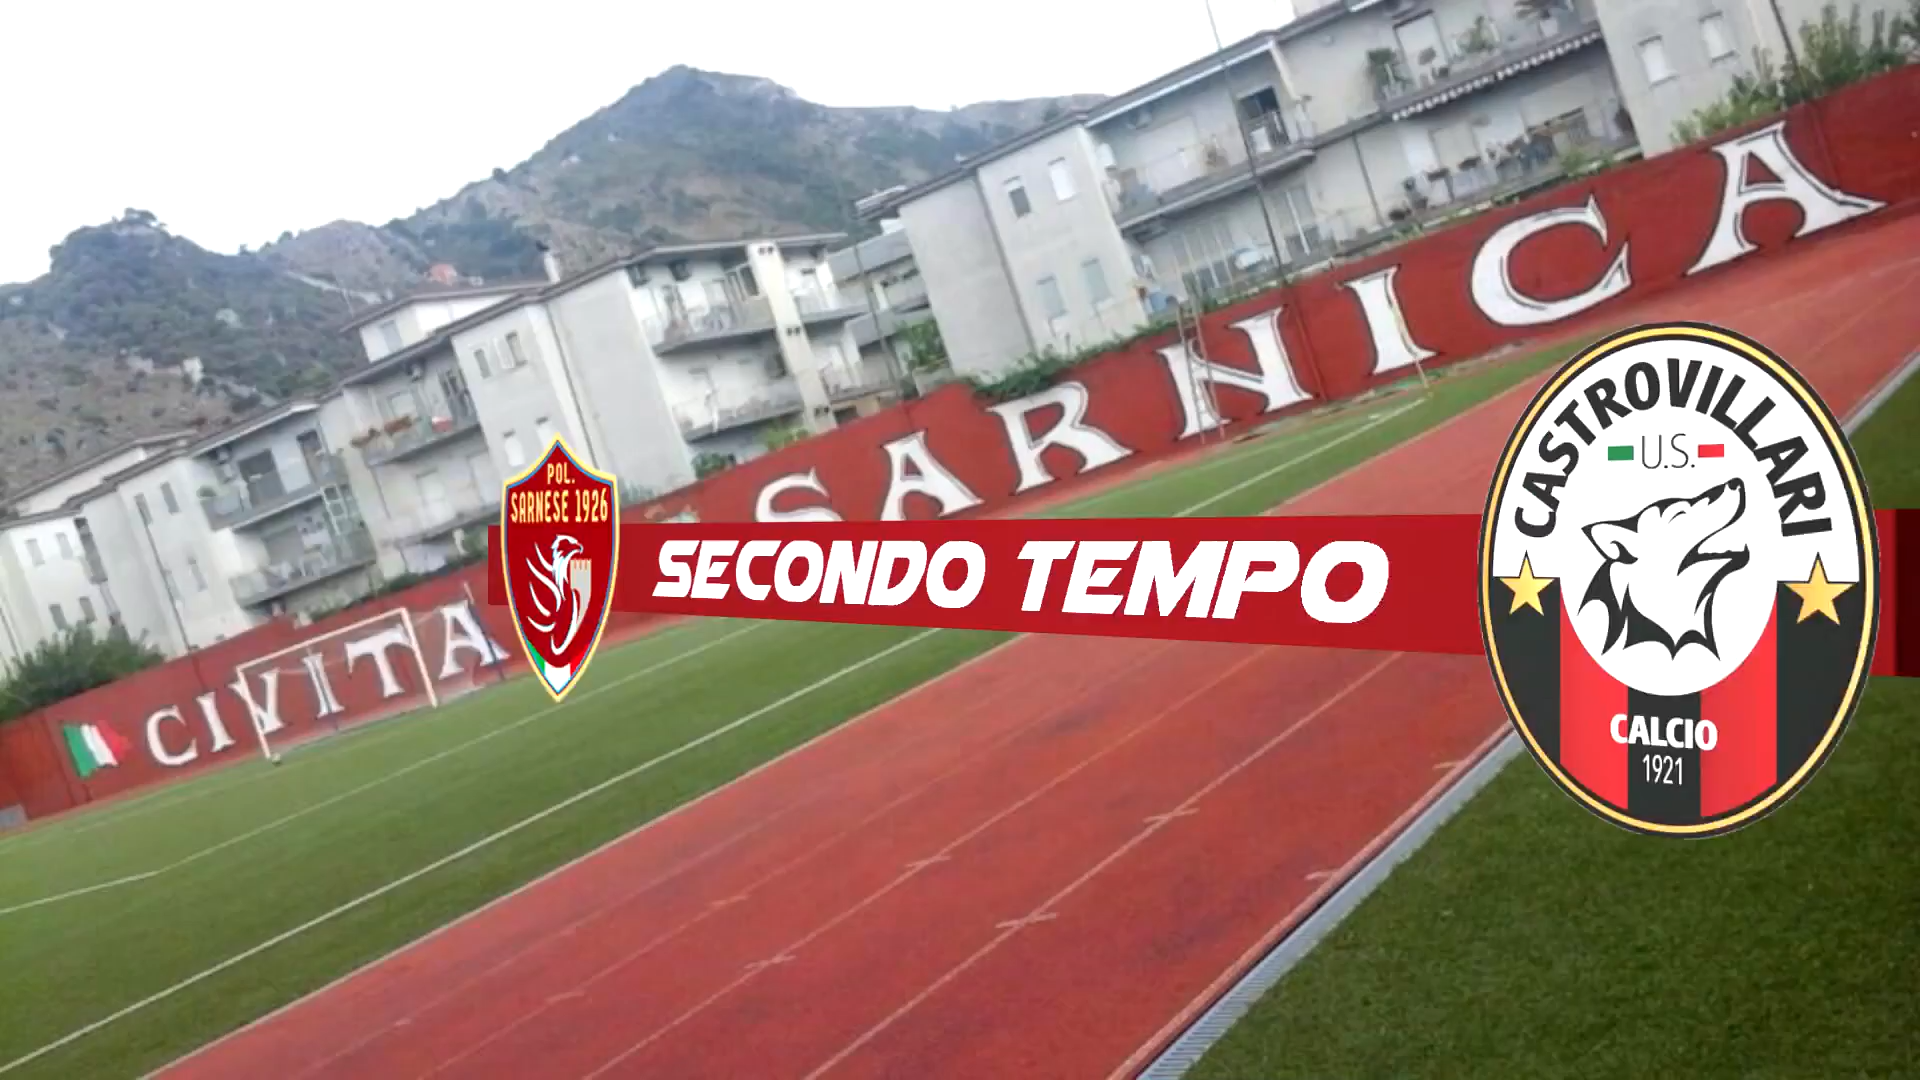 CIVITA SARNICA
POL.
SARNESE 1926
SECONDO TEMPO
CASTROVILLARI
U.S.
CALCIO
1921